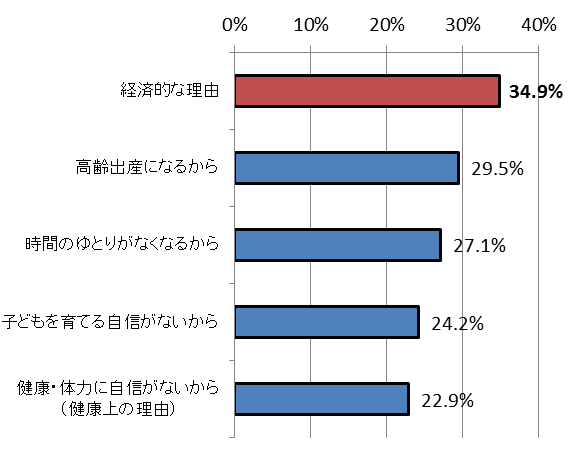 0% 10% 20% 30% 40%
経済的な理由 34.9%
高齢出産になるから 29.5%
時間のゆとりがなくなるから 27.1%
子どもを育てる自信がないから 24.2%
健康・体力に自信がないから 22.9%
（健康上の理由）